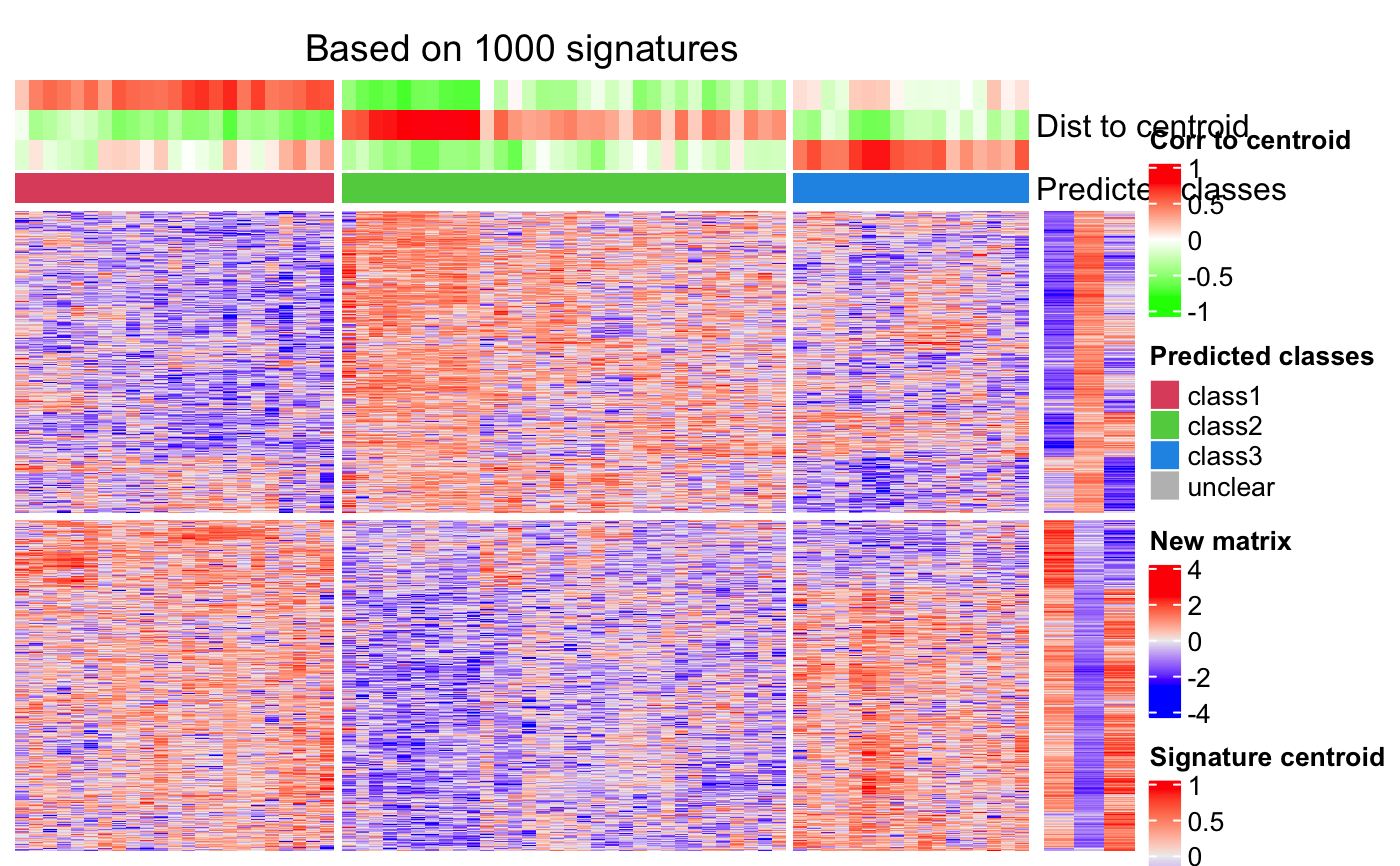 Based on 1000 signatures
Dist to centroid
Predicted classes
Corr to centroid
1
0.5
0
-0.5
-1
Predicted classes
class1
class2
class3
unclear
New matrix
4
2
0
-2
-4
Signature centroid
1
0.5
0